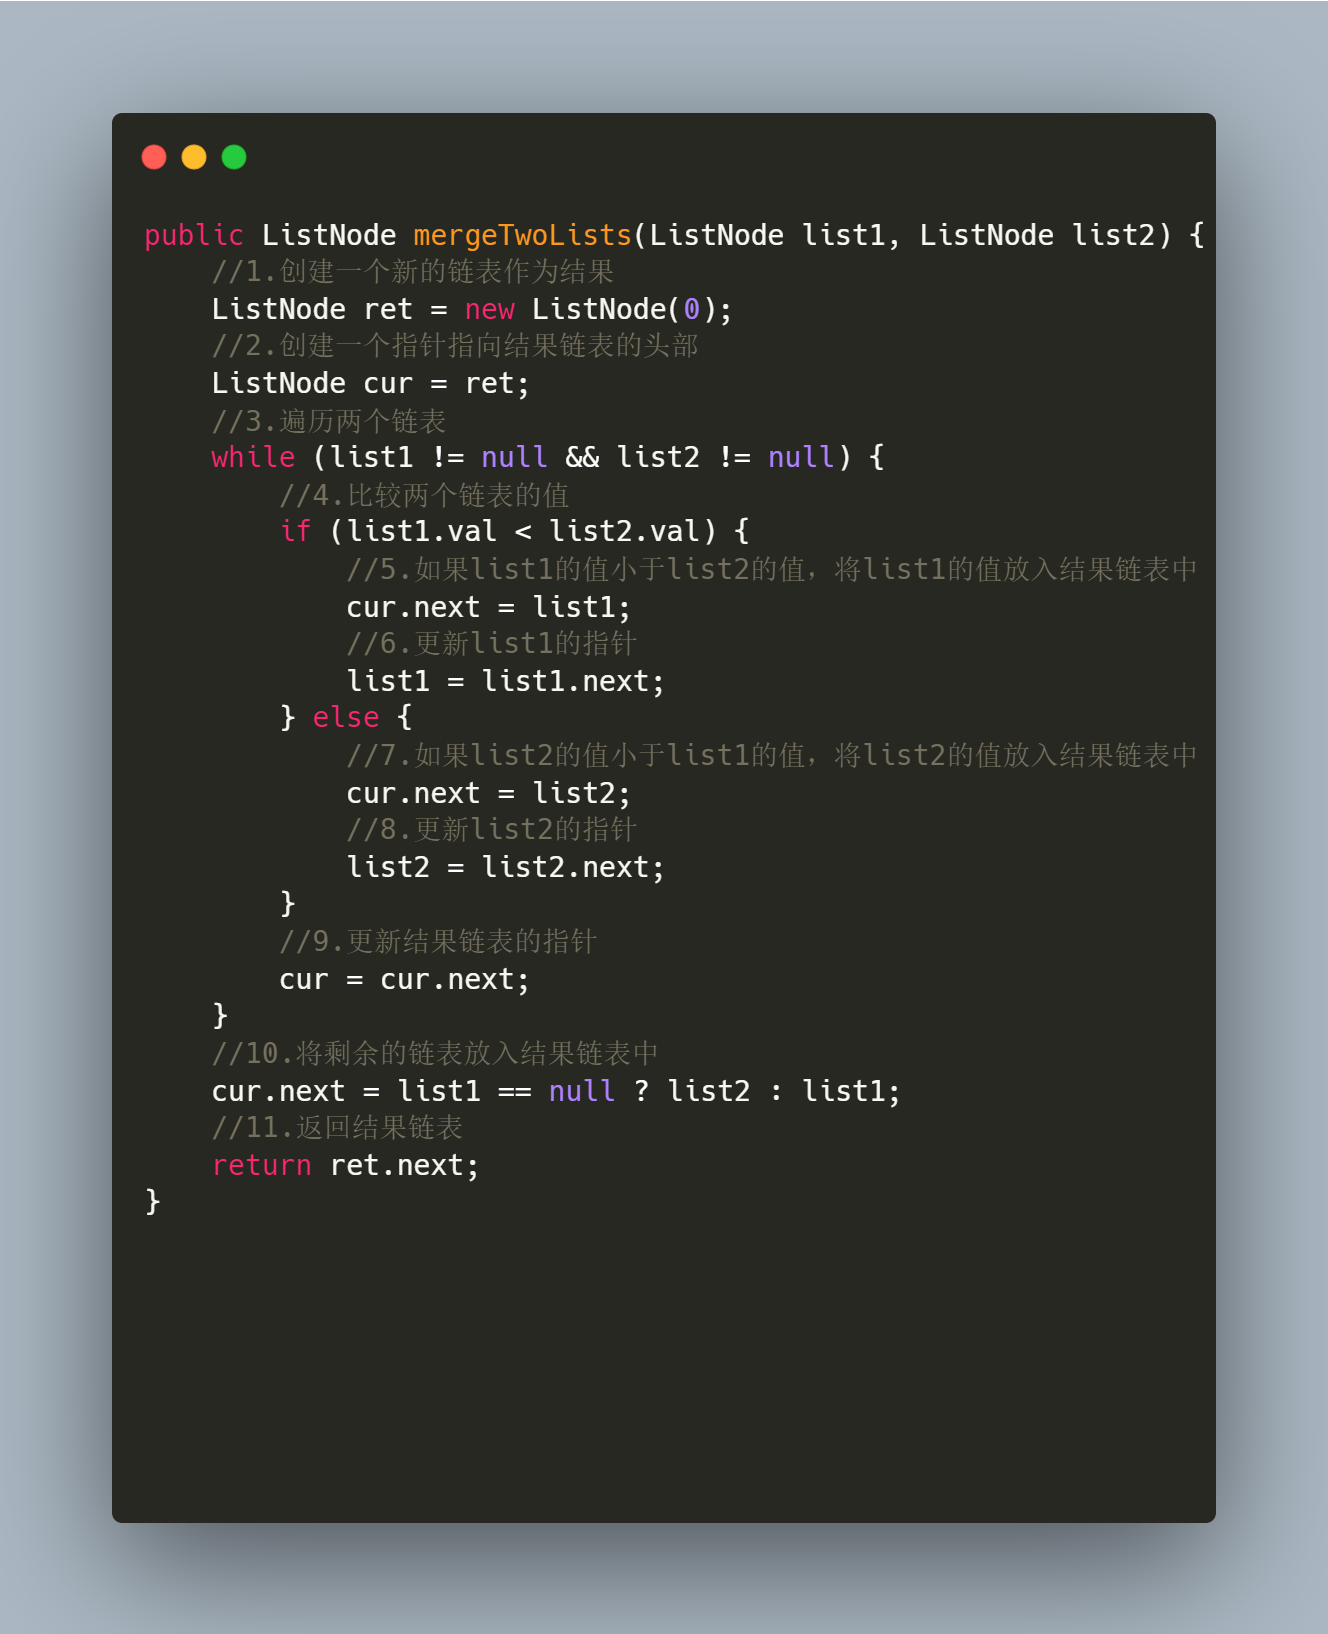 public ListNode mergeTwoLists(ListNode list1, ListNode list2) {
    //1.创建一个新的链表作为结果
    ListNode ret = new ListNode(0);
    //2.创建一个指针指向结果链表的头部
    ListNode cur = ret;
    //3.遍历两个链表
    while (list1 != null && list2 != null) {
        //4.比较两个链表的值
        if (list1.val < list2.val) {
            //5.如果list1的值小于list2的值，将list1的值放入结果链表中
            cur.next = list1;
            //6.更新list1的指针
            list1 = list1.next;
        } else {
            //7.如果list2的值小于list1的值，将list2的值放入结果链表中
            cur.next = list2;
            //8.更新list2的指针
            list2 = list2.next;
        }
        //9.更新结果链表的指针
        cur = cur.next;
    }
    //10.将剩余的链表放入结果链表中
    cur.next = list1 == null ? list2 : list1;
    //11.返回结果链表
    return ret.next;
}